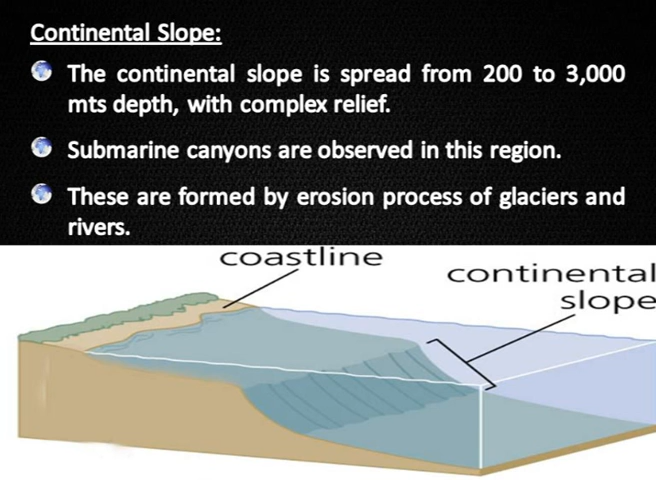 Continental Slope:
The continental slope is spread from 200 to 3,000
mts depth, with complex relief.
Submarine canyons are observed in this region.
These are formed by erosion process of glaciers and
rivers.
coastline
continental
slope